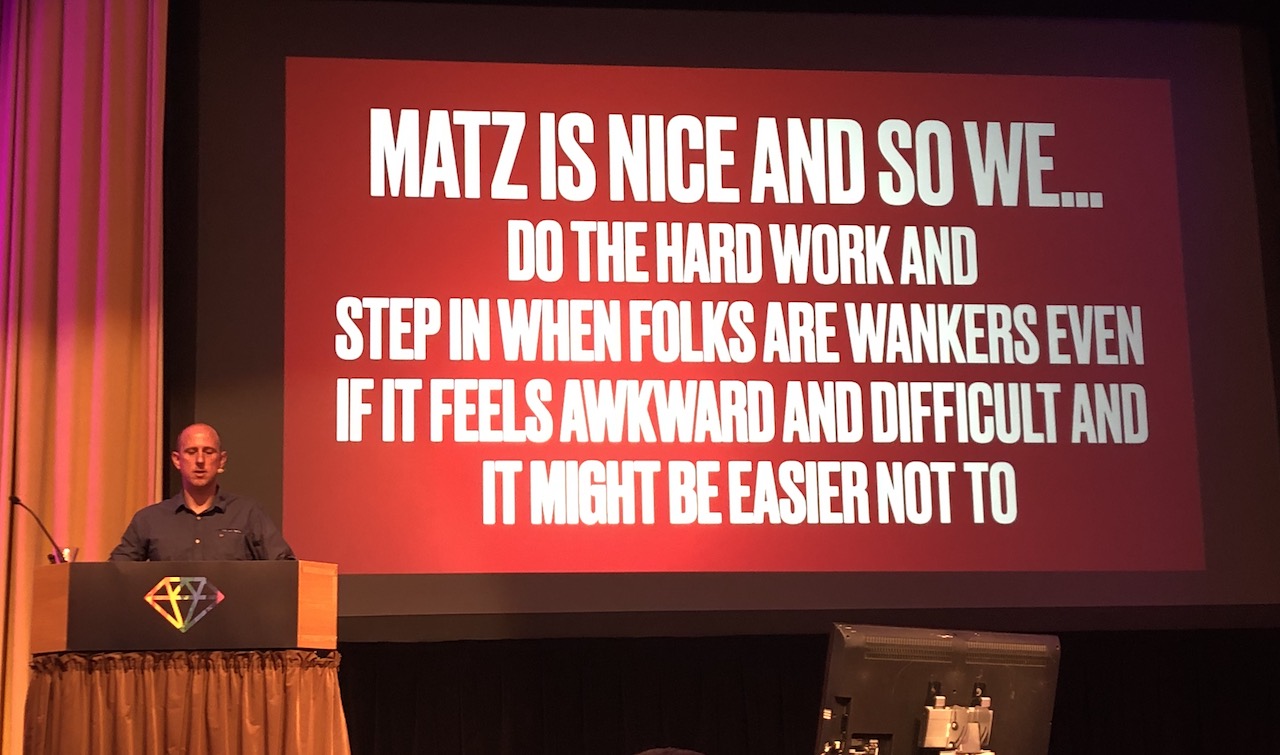 MATZ IS NICE AND SO WE...
DO THE HARD WORK AND
STEP IN WHEN FOLKS ARE WANKERS EVEN
IF IT FEELS AWKWARD AND DIFFICULT AND
IT MIGHT BE EASIER NOT TO